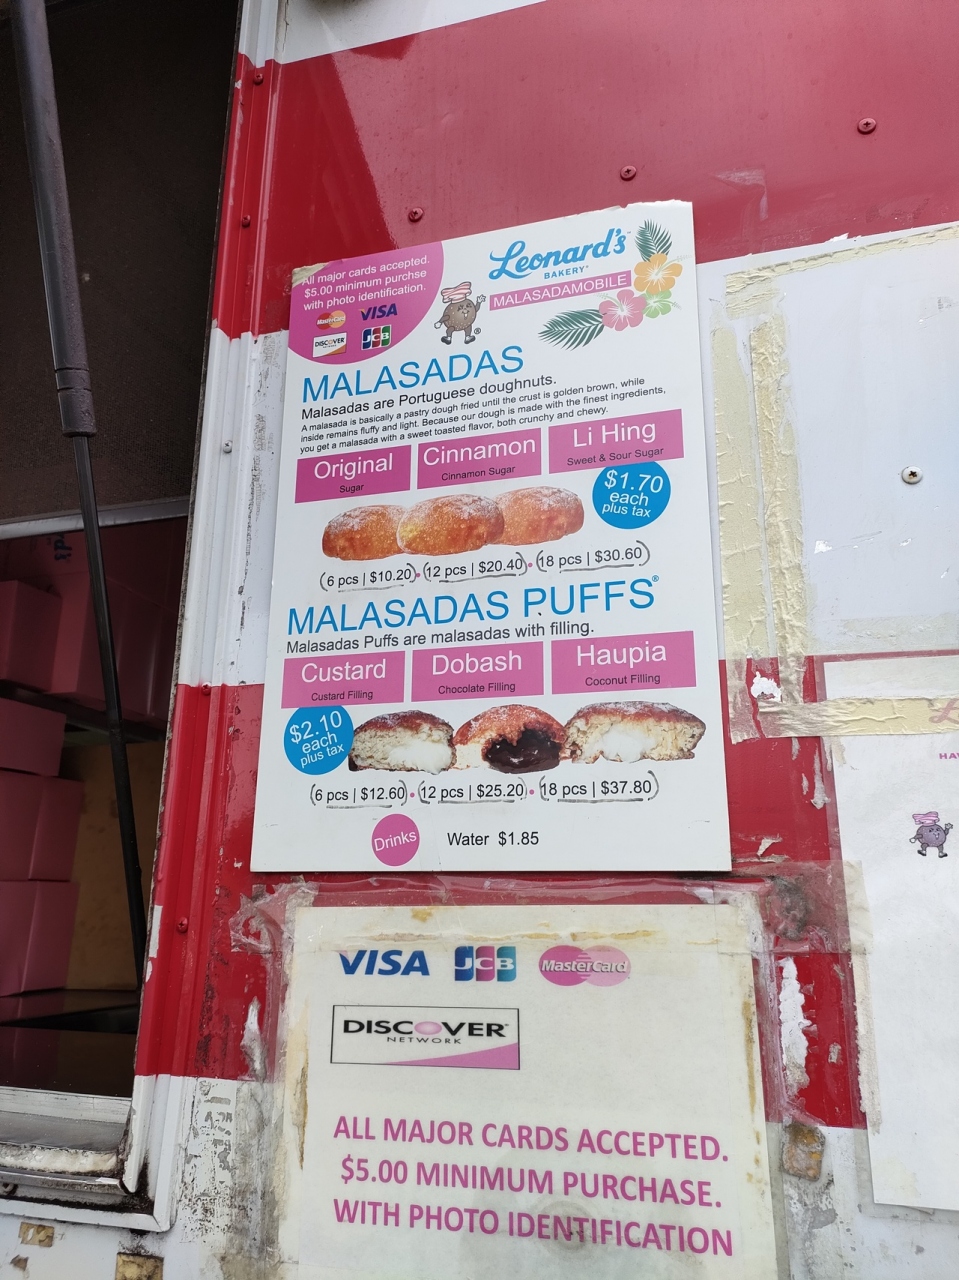 All major cards accepted.
$5.00 minimum purchse
with photo identification.
MasterCard VISA
DISCOVER JCB
Leonard's
BAKERY
MALASADAMOBILE
®
MALASADAS
Malasadas are Portuguese doughnuts.
A malasada is basically a pastry dough fried until the crust is golden brown, while
inside remains fluffy and light. Because our dough is made with the finest ingredients,
you get a malasada with a sweet toasted flavor, both crunchy and chewy.
Original Cinnamon Li Hing
Sugar Cinnamon Sugar Sweet & Sour Sugar
$1.70
each
plus tax
(6 pcs | $10.20) • (12 pcs | $20.40) • (18 pcs | $30.60)
MALASADAS PUFFS®
Malasadas Puffs are malasadas with filling.
Custard Dobash Haupia
Custard Filling Chocolate Filling Coconut Filling
$2.10
each
plus tax
(6 pcs | $12.60) • (12 pcs | $25.20) • (18 pcs | $37.80)
Drinks Water $1.85
VISA JCB MasterCard
DISCOVER
NETWORK
ALL MAJOR CARDS ACCEPTED.
$5.00 MINIMUM PURCHASE.
WITH PHOTO IDENTIFICATION